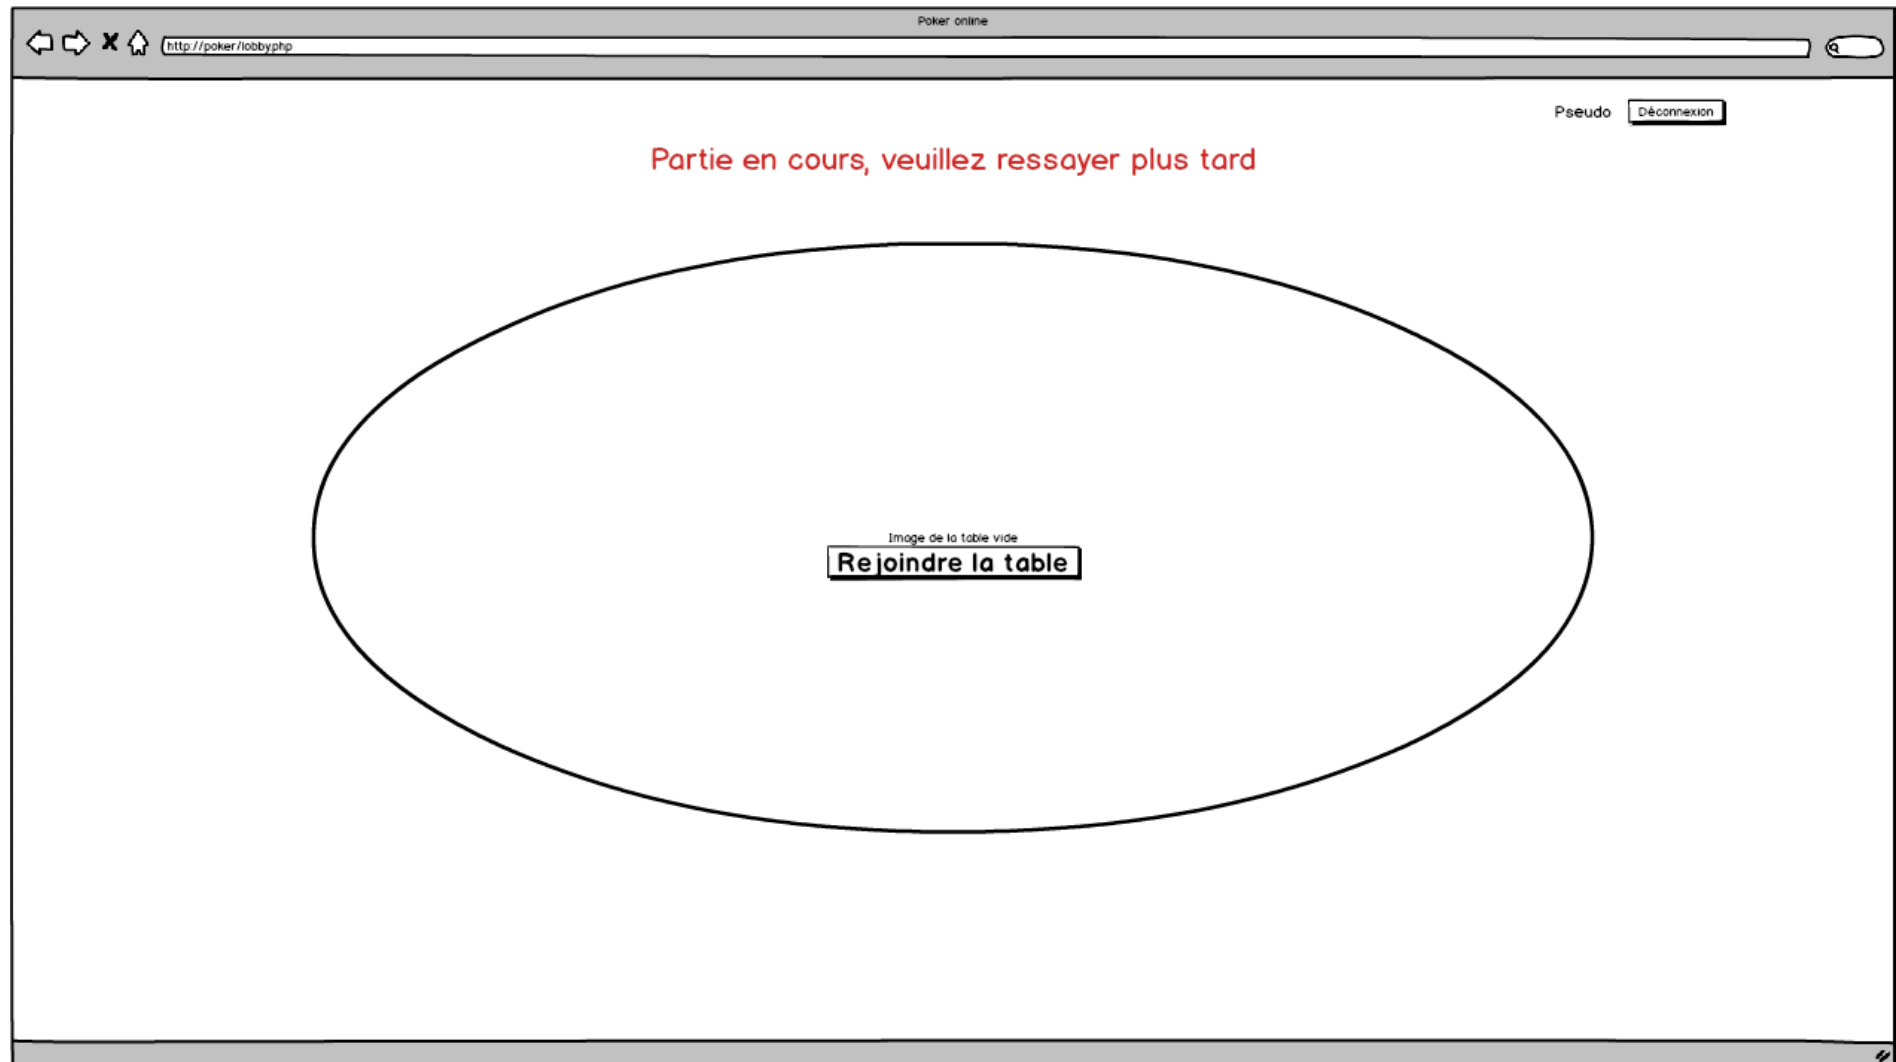 Poker online
http://poker/lobby.php
Pseudo
Déconnexion
Partie en cours, veuillez ressayer plus tard
Image de la table vide
Rejoindre la table